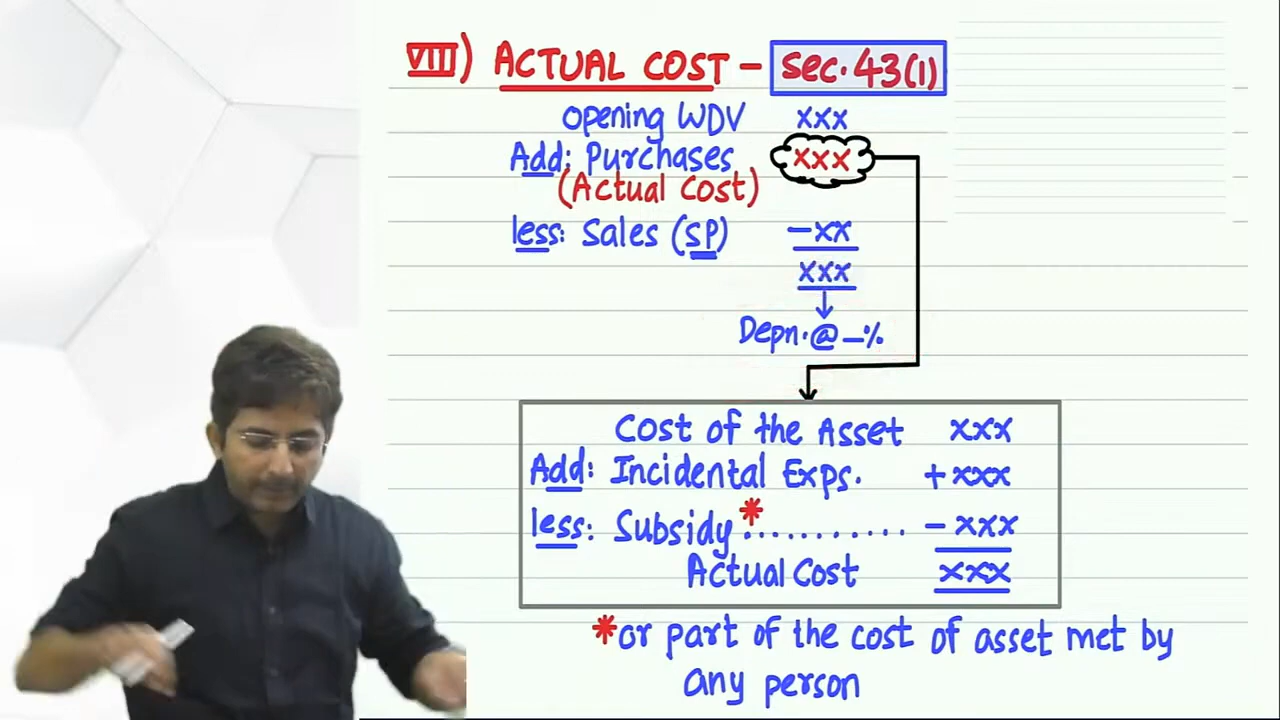 VIII) ACTUAL COST - sec. 43(1)
Opening WDV xxx
Add: Purchases xxx
(Actual Cost)
less: Sales (SP) -xx
xxx
Depn. @ _%
Cost of the Asset xxx
Add: Incidental Exps. + xxx
less: Subsidy * .......... - xxx
Actual Cost xxx
* or part of the cost of asset met by
any person